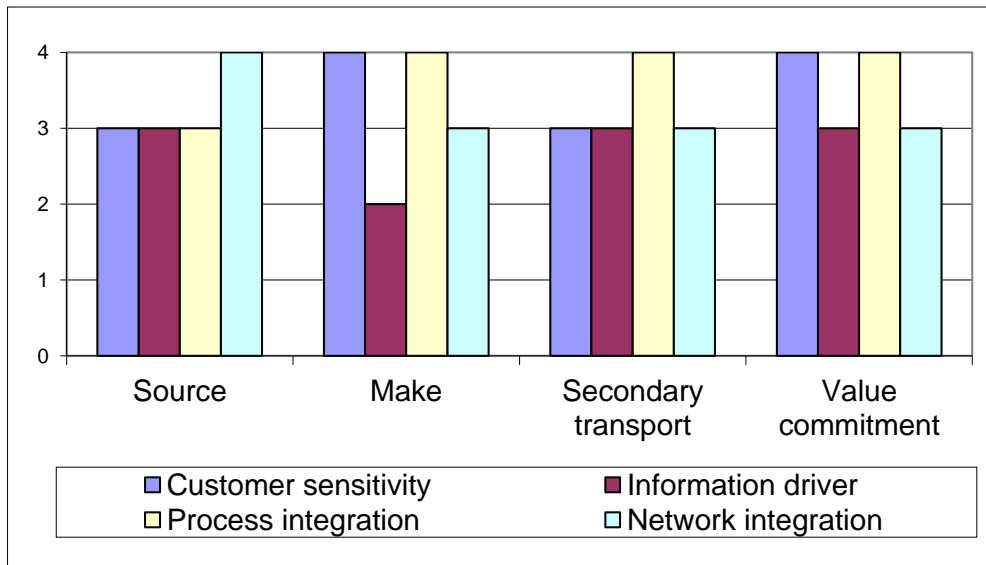 4
3
2
1
0
Source Make Secondary transport Value commitment
Customer sensitivity Information driver
Process integration Network integration